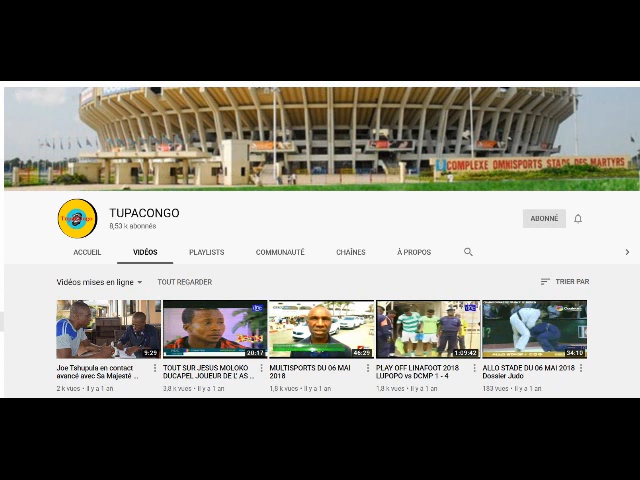 COMPLEXE OMNISPORTS STADE DES MARTYRS
TUPACONGO
8,53 k abonnés
ABONNÉ
ACCUEIL VIDÉOS PLAYLISTS COMMUNAUTÉ CHAÎNES À PROPOS
Vidéos mises en ligne TOUT REGARDER TRIER PAR
9:29 20:17 46:29 1:09:42 34:10
Joe Tshupula en contact
avancé avec Sa Majesté ...
2 k vues • Il y a 1 an
TOUT SUR JESUS MOLOKO
DUCAPEL JOUEUR DE L' AS ...
3,8 k vues • Il y a 1 an
MULTISPORTS DU 06 MAI
2018
1,8 k vues • Il y a 1 an
PLAY OFF LINAFOOT 2018
LUPOPO vs DCMP 1 - 4
1,8 k vues • Il y a 1 an
ALLO STADE DU 06 MAI 2018
Dossier Judo
183 vues • Il y a 1 an